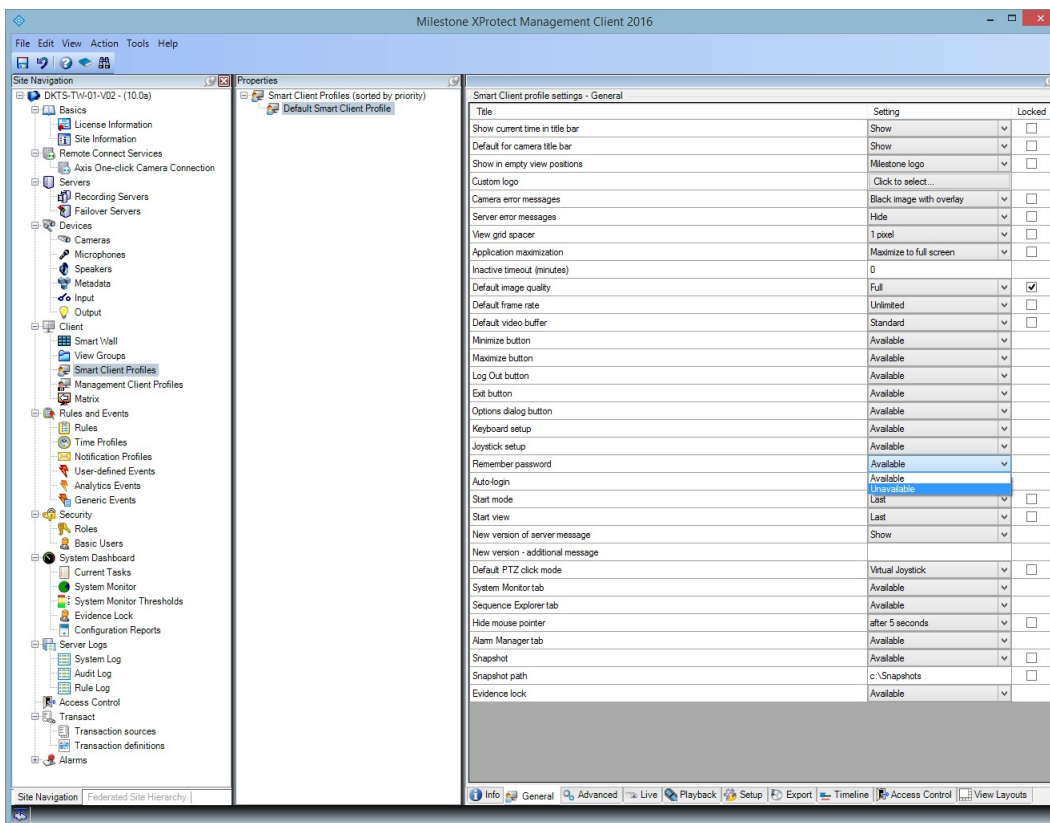 Milestone XProtect Management Client 2016
File Edit View Action Tools Help
Site Navigation
DKTS-TW-01-V02 - (10.0a)
Basics
License Information
Site Information
Remote Connect Services
Axis One-click Camera Connection
Servers
Recording Servers
Failover Servers
Devices
Cameras
Microphones
Speakers
Metadata
Input
Output
Client
Smart Wall
View Groups
Smart Client Profiles
Management Client Profiles
Matrix
Rules and Events
Rules
Time Profiles
Notification Profiles
User-defined Events
Analytics Events
Generic Events
Security
Roles
Basic Users
System Dashboard
Current Tasks
System Monitor
System Monitor Thresholds
Evidence Lock
Configuration Reports
Server Logs
System Log
Audit Log
Rule Log
Access Control
Transact
Transaction sources
Transaction definitions
Alarms
Site Navigation Federated Site Hierarchy
Properties
Smart Client Profiles (sorted by priority)
Default Smart Client Profile
Smart Client profile settings - General
Title Setting Locked
Show current time in title bar Show
Default for camera title bar Show
Show in empty view positions Milestone logo
Custom logo Click to select...
Camera error messages Black image with overlay
Server error messages Hide
View grid spacer 1 pixel
Application maximization Maximize to full screen
Inactive timeout (minutes) 0
Default image quality Full
Default frame rate Unlimited
Default video buffer Standard
Minimize button Available
Maximize button Available
Log Out button Available
Exit button Available
Options dialog button Available
Keyboard setup Available
Joystick setup Available
Remember password Available
Auto-login Available
Unavailable
Start mode Last
Start view Last
New version of server message Show
New version - additional message
Default PTZ click mode Virtual Joystick
System Monitor tab Available
Sequence Explorer tab Available
Hide mouse pointer after 5 seconds
Alarm Manager tab Available
Snapshot Available
Snapshot path c:\Snapshots
Evidence lock Available
Info General Advanced Live Playback Setup Export Timeline Access Control View Layouts